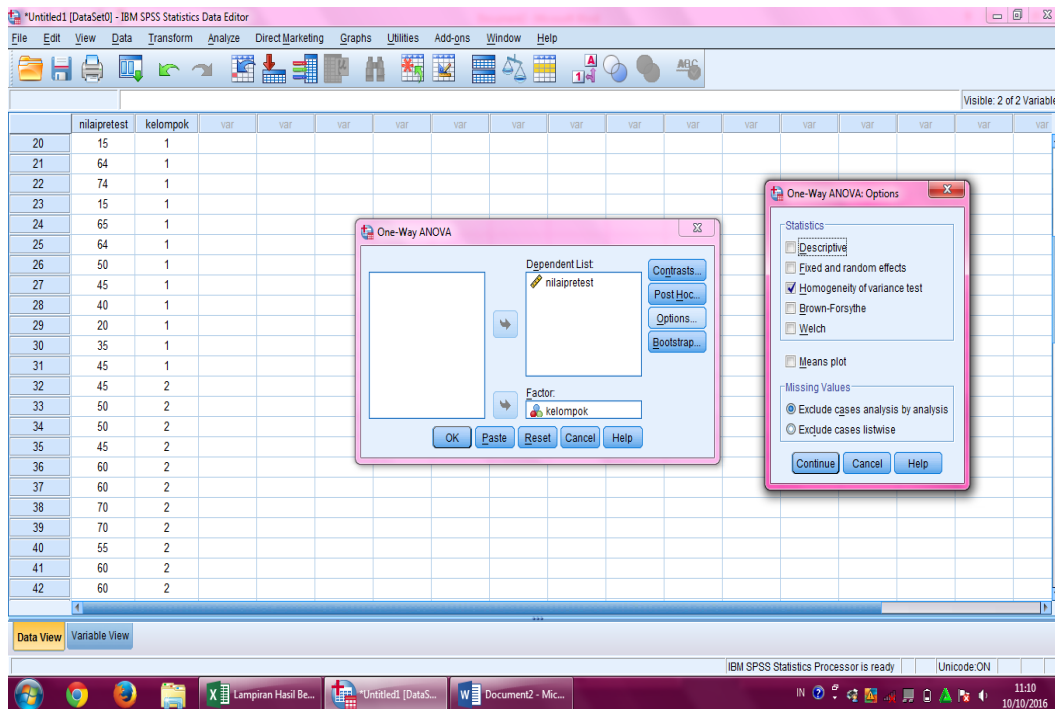 *Untitled1 [DataSet0] - IBM SPSS Statistics Data Editor
File Edit View Data Transform Analyze Direct Marketing Graphs Utilities Add-ons Window Help
Visible: 2 of 2 Variable
nilaipretest kelompok var var var var var var var var var var var var var var
20 15 1
21 64 1
22 74 1
23 15 1
24 65 1
25 64 1
26 50 1
27 45 1
28 40 1
29 20 1
30 35 1
31 45 1
32 45 2
33 50 2
34 50 2
35 45 2
36 60 2
37 60 2
38 70 2
39 70 2
40 55 2
41 60 2
42 60 2
One-Way ANOVA
Dependent List:
nilaipretest
Factor:
kelompok
Contrasts...
Post Hoc...
Options...
Bootstrap...
OK Paste Reset Cancel Help
One-Way ANOVA: Options
Statistics
Descriptive
Fixed and random effects
Homogeneity of variance test
Brown-Forsythe
Welch
Means plot
Missing Values
Exclude cases analysis by analysis
Exclude cases listwise
Continue Cancel Help
Data View Variable View
IBM SPSS Statistics Processor is ready Unicode:ON
Lampiran Hasil Be... *Untitled1 [DataS... Document2 - Mic... IN 11:10
10/10/2016